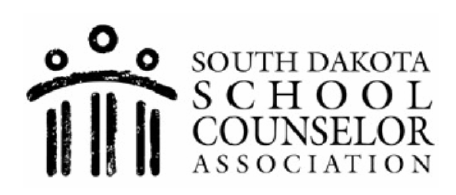 SOUTH DAKOTA
SCHOOL
COUNSELOR
ASSOCIATION